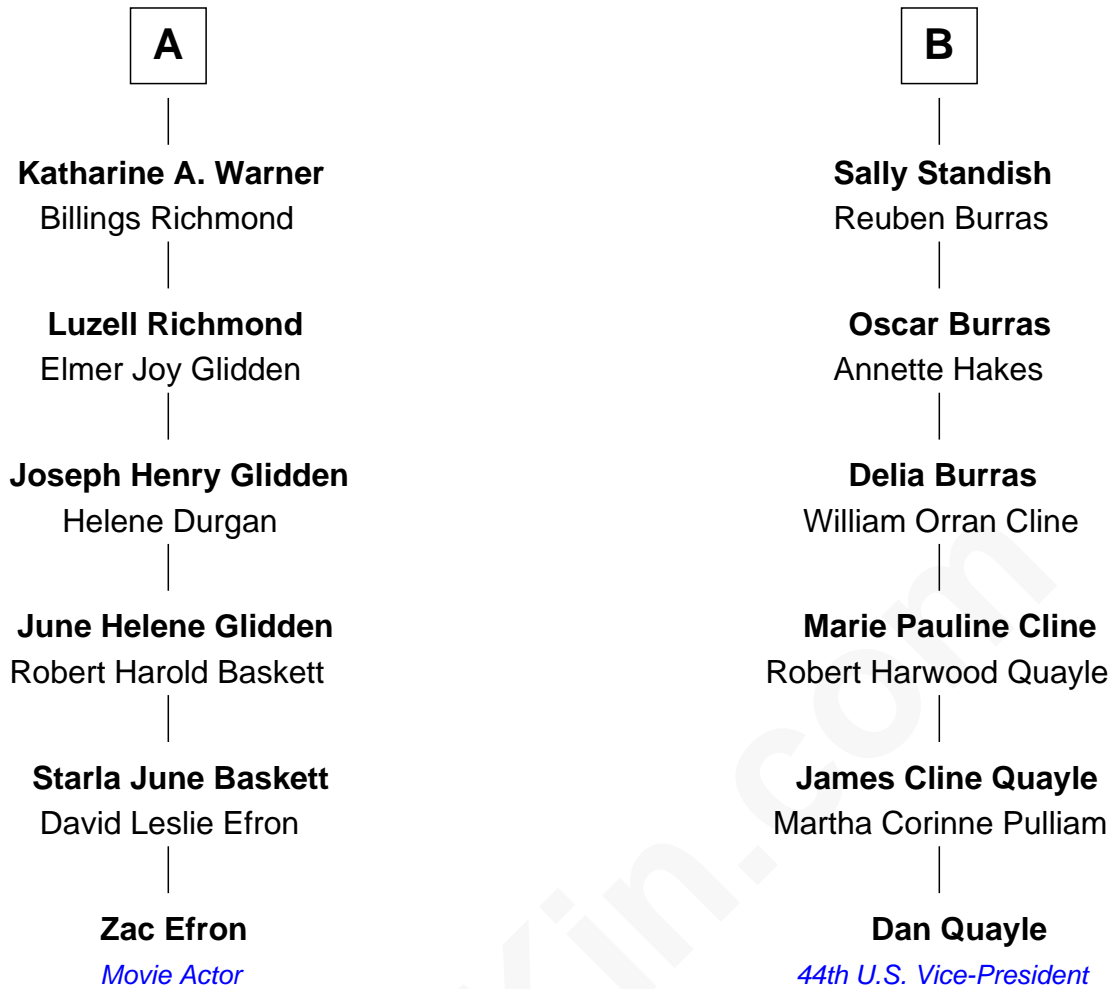 A
Katharine A. Warner
Billings Richmond
Luzell Richmond
Elmer Joy Glidden
Joseph Henry Glidden
Helene Durgan
June Helene Glidden
Robert Harold Baskett
Starla June Baskett
David Leslie Efron
Zac Efron
Movie Actor
B
Sally Standish
Reuben Burras
Oscar Burras
Annette Hakes
Delia Burras
William Orran Cline
Marie Pauline Cline
Robert Harwood Quayle
James Cline Quayle
Martha Corinne Pulliam
Dan Quayle
44th U.S. Vice-President
Kin.com